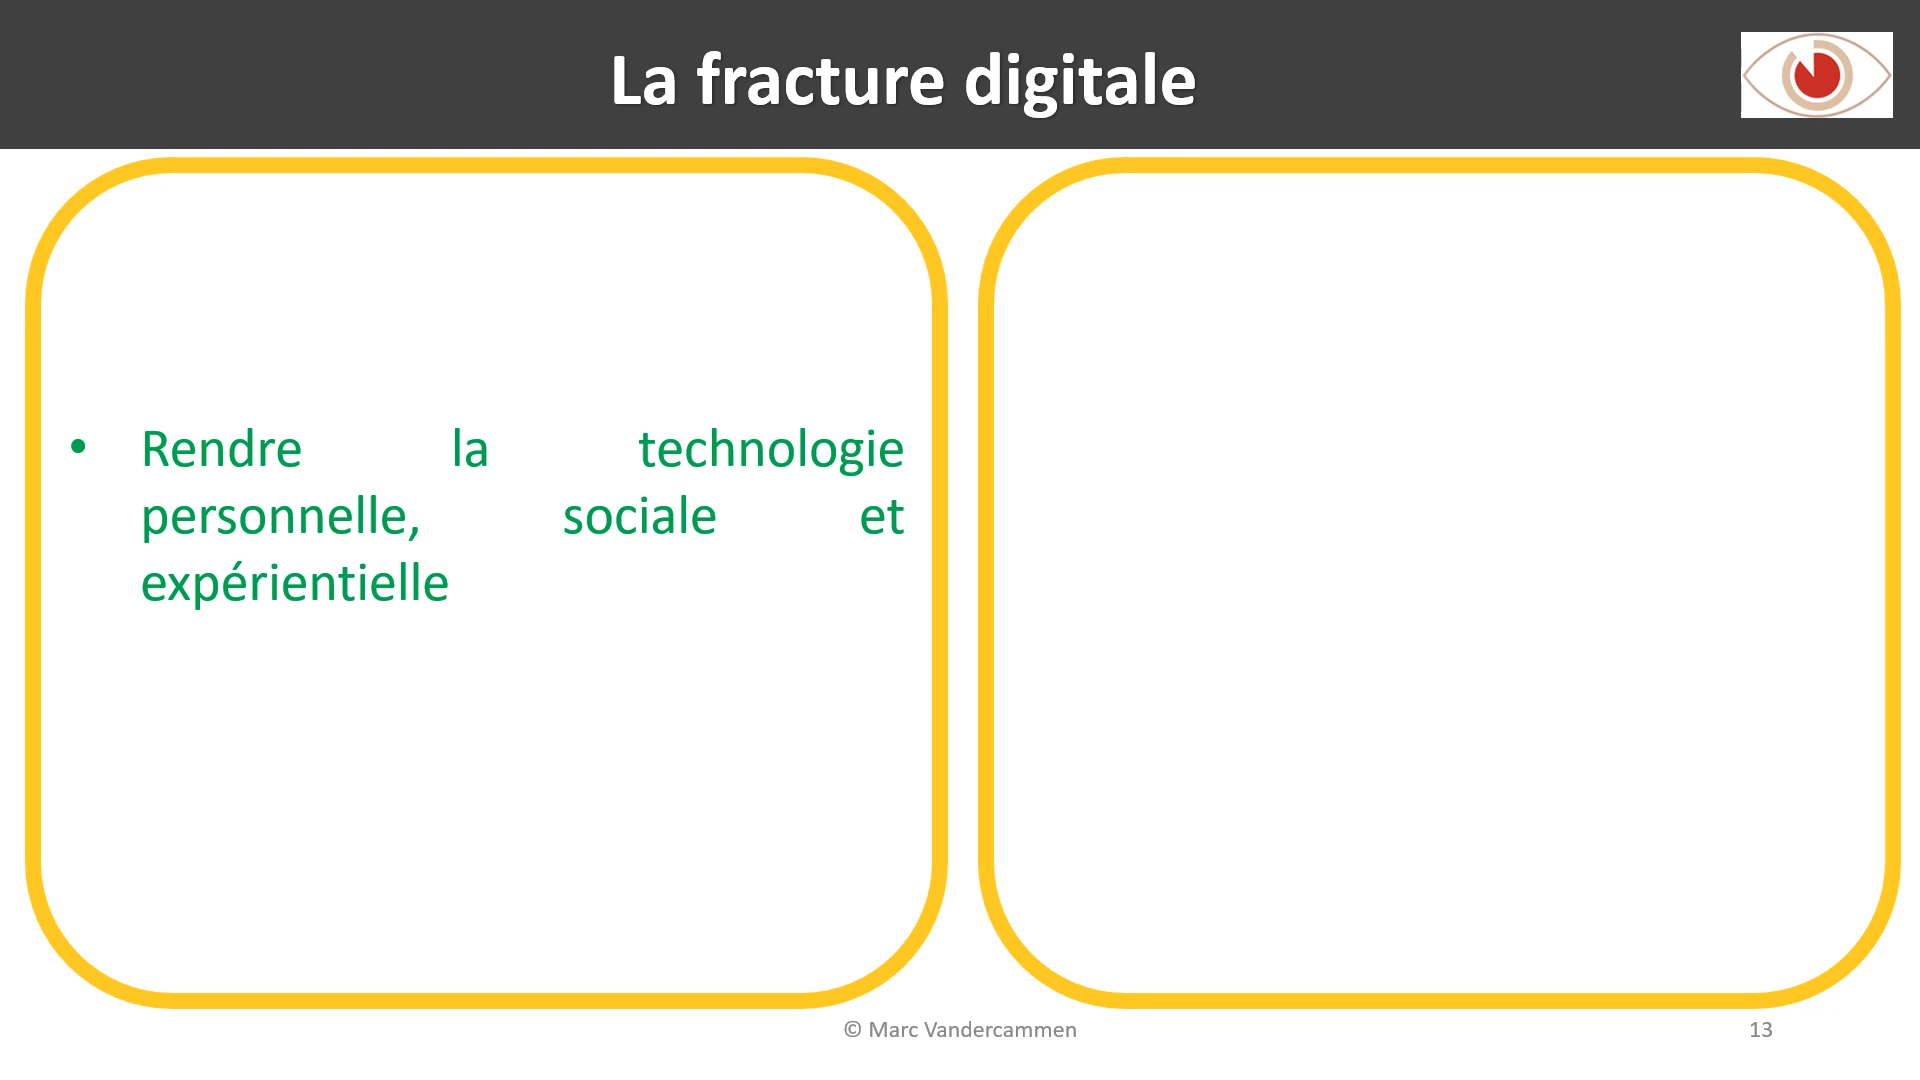 La fracture digitale
• Rendre la technologie
personnelle, sociale et
expérientielle
© Marc Vandercammen
13